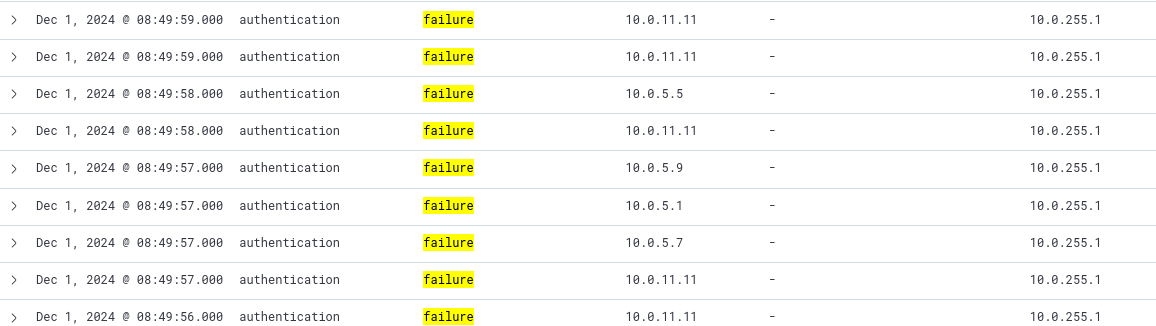 Dec 1, 2024 @ 08:49:59.000 authentication failure 10.0.11.11 - 10.0.255.1
Dec 1, 2024 @ 08:49:59.000 authentication failure 10.0.11.11 - 10.0.255.1
Dec 1, 2024 @ 08:49:58.000 authentication failure 10.0.5.5 - 10.0.255.1
Dec 1, 2024 @ 08:49:58.000 authentication failure 10.0.11.11 - 10.0.255.1
Dec 1, 2024 @ 08:49:57.000 authentication failure 10.0.5.9 - 10.0.255.1
Dec 1, 2024 @ 08:49:57.000 authentication failure 10.0.5.1 - 10.0.255.1
Dec 1, 2024 @ 08:49:57.000 authentication failure 10.0.5.7 - 10.0.255.1
Dec 1, 2024 @ 08:49:57.000 authentication failure 10.0.11.11 - 10.0.255.1
Dec 1, 2024 @ 08:49:56.000 authentication failure 10.0.11.11 - 10.0.255.1